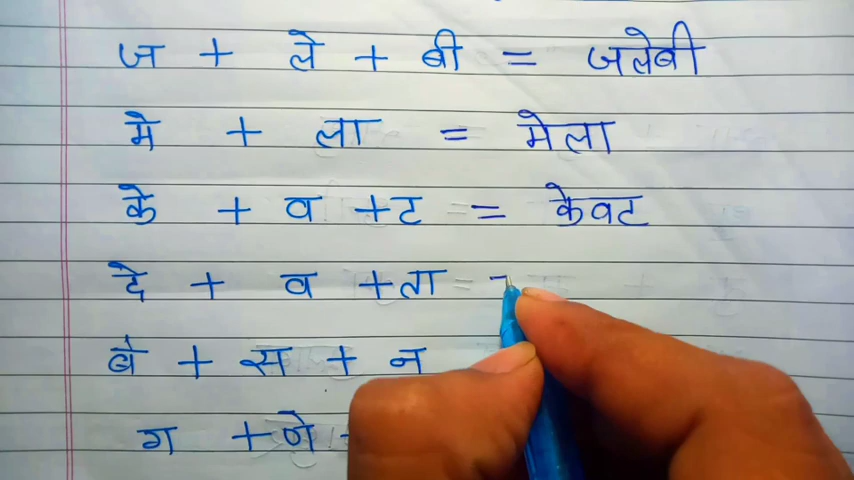 ज + ले + बी = जलेबी
मे + ला = मेला
के + व + ट = केवट
दे + व + ता =
बे + स + न
ग + णे